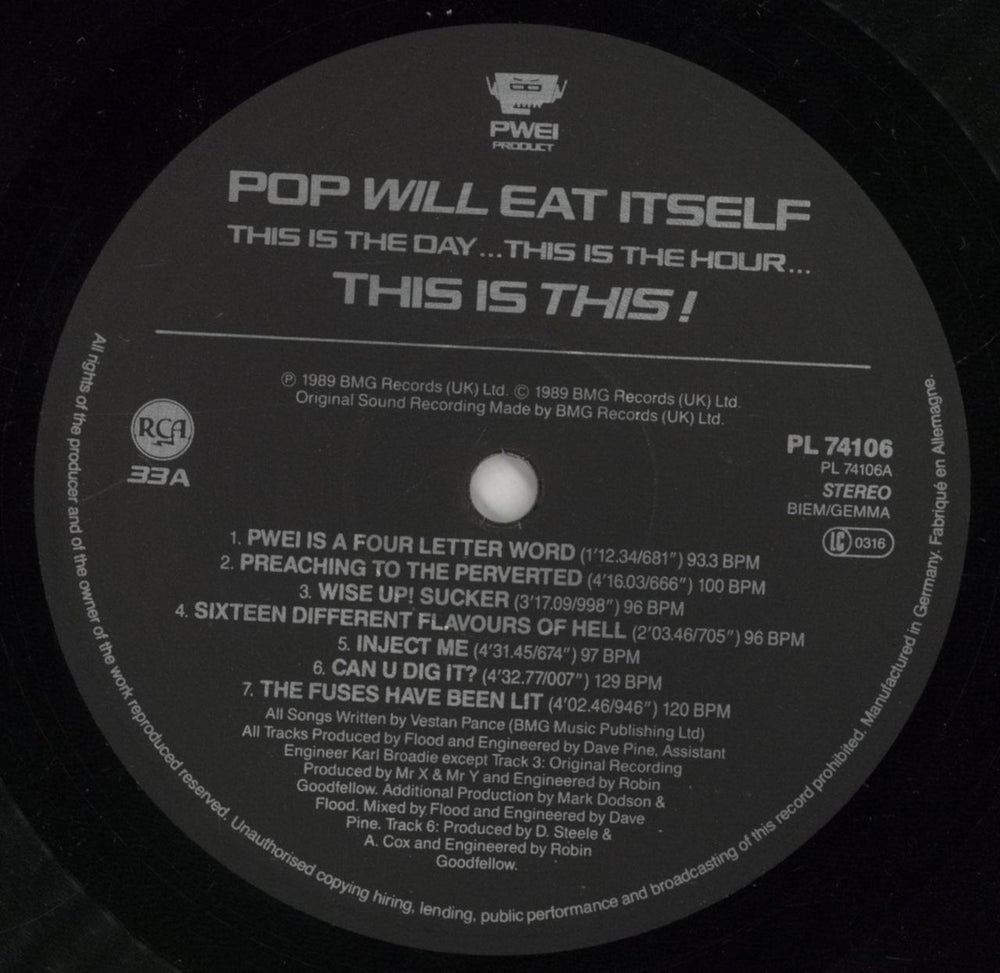 PWEI
PRODUCT
POP WILL EAT ITSELF
THIS IS THE DAY...THIS IS THE HOUR...
THIS IS THIS!
℗ 1989 BMG Records (UK) Ltd. © 1989 BMG Records (UK) Ltd.
Original Sound Recording Made by BMG Records (UK) Ltd.
RCA
33A
PL 74106
PL 74106A
STEREO
BIEM/GEMMA
LC 0316
1. PWEI IS A FOUR LETTER WORD (1'12.34/681") 93.3 BPM
2. PREACHING TO THE PERVERTED (4'16.03/666") 100 BPM
3. WISE UP! SUCKER (3'17.09/998") 96 BPM
4. SIXTEEN DIFFERENT FLAVOURS OF HELL (2'03.46/705") 96 BPM
5. INJECT ME (4'31.45/674") 97 BPM
6. CAN U DIG IT? (4'32.77/007") 129 BPM
7. THE FUSES HAVE BEEN LIT (4'02.46/946") 120 BPM
All Songs Written by Vestan Pance (BMG Music Publishing Ltd)
All Tracks Produced by Flood and Engineered by Dave Pine, Assistant
Engineer Karl Broadie except Track 3: Original Recording
Produced by Mr X & Mr Y and Engineered by Robin
Goodfellow. Additional Production by Mark Dodson &
Flood. Mixed by Flood and Engineered by Dave
Pine. Track 6: Produced by D. Steele &
A. Cox and Engineered by Robin
Goodfellow.
All rights of the producer and of the owner of the work reproduced reserved. Unauthorised copying hiring, lending, public performance and broadcasting of this record prohibited. Manufactured in Germany. Fabriqué en Allemagne.